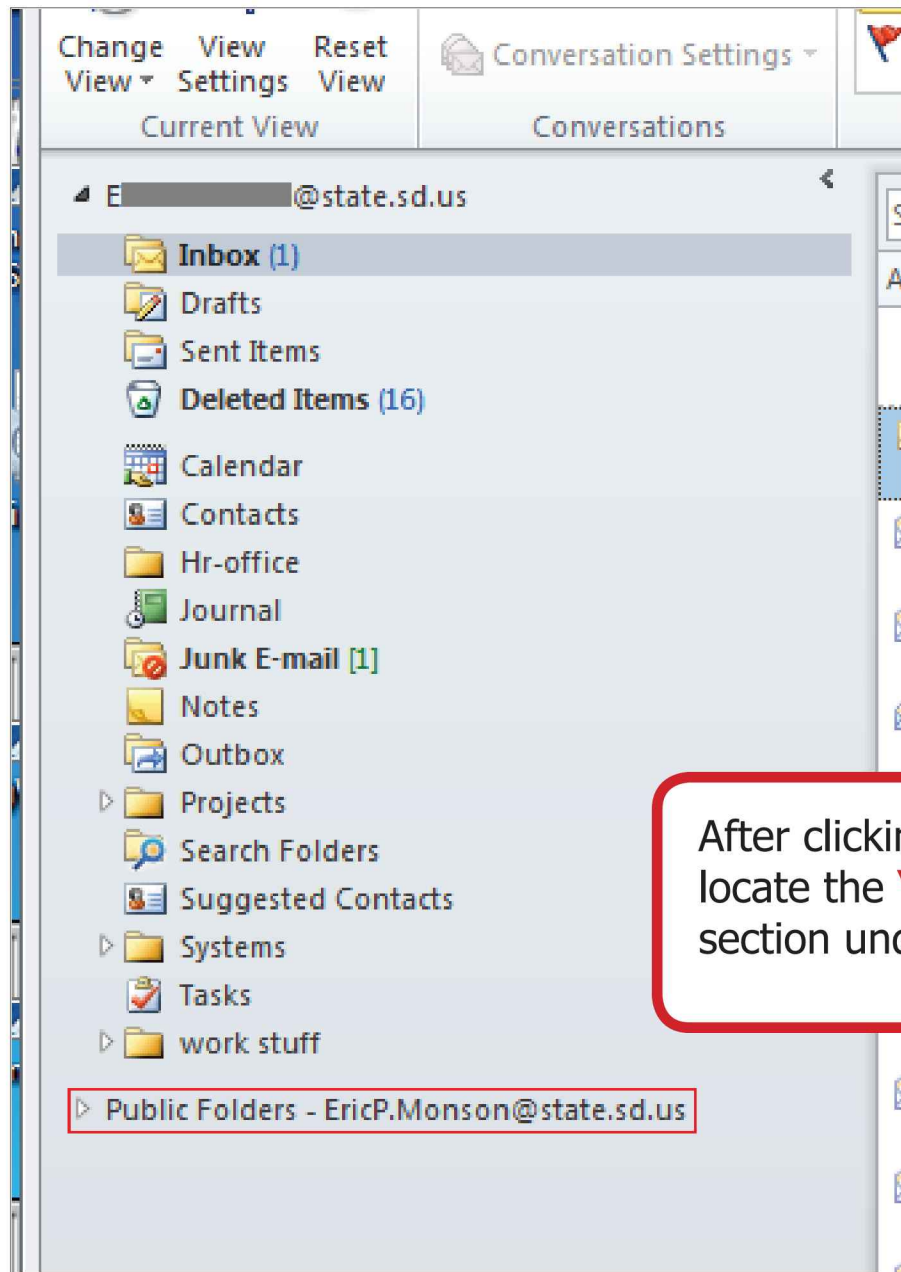 Change View Reset
View Settings View
Conversation Settings
Current View
Conversations
E @state.sd.us
Inbox (1)
Drafts
Sent Items
Deleted Items (16)
Calendar
Contacts
Hr-office
Journal
Junk E-mail [1]
Notes
Outbox
Projects
Search Folders
Suggested Contacts
Systems
Tasks
work stuff
Public Folders - EricP.Monson@state.sd.us
After clickin
locate the
section und